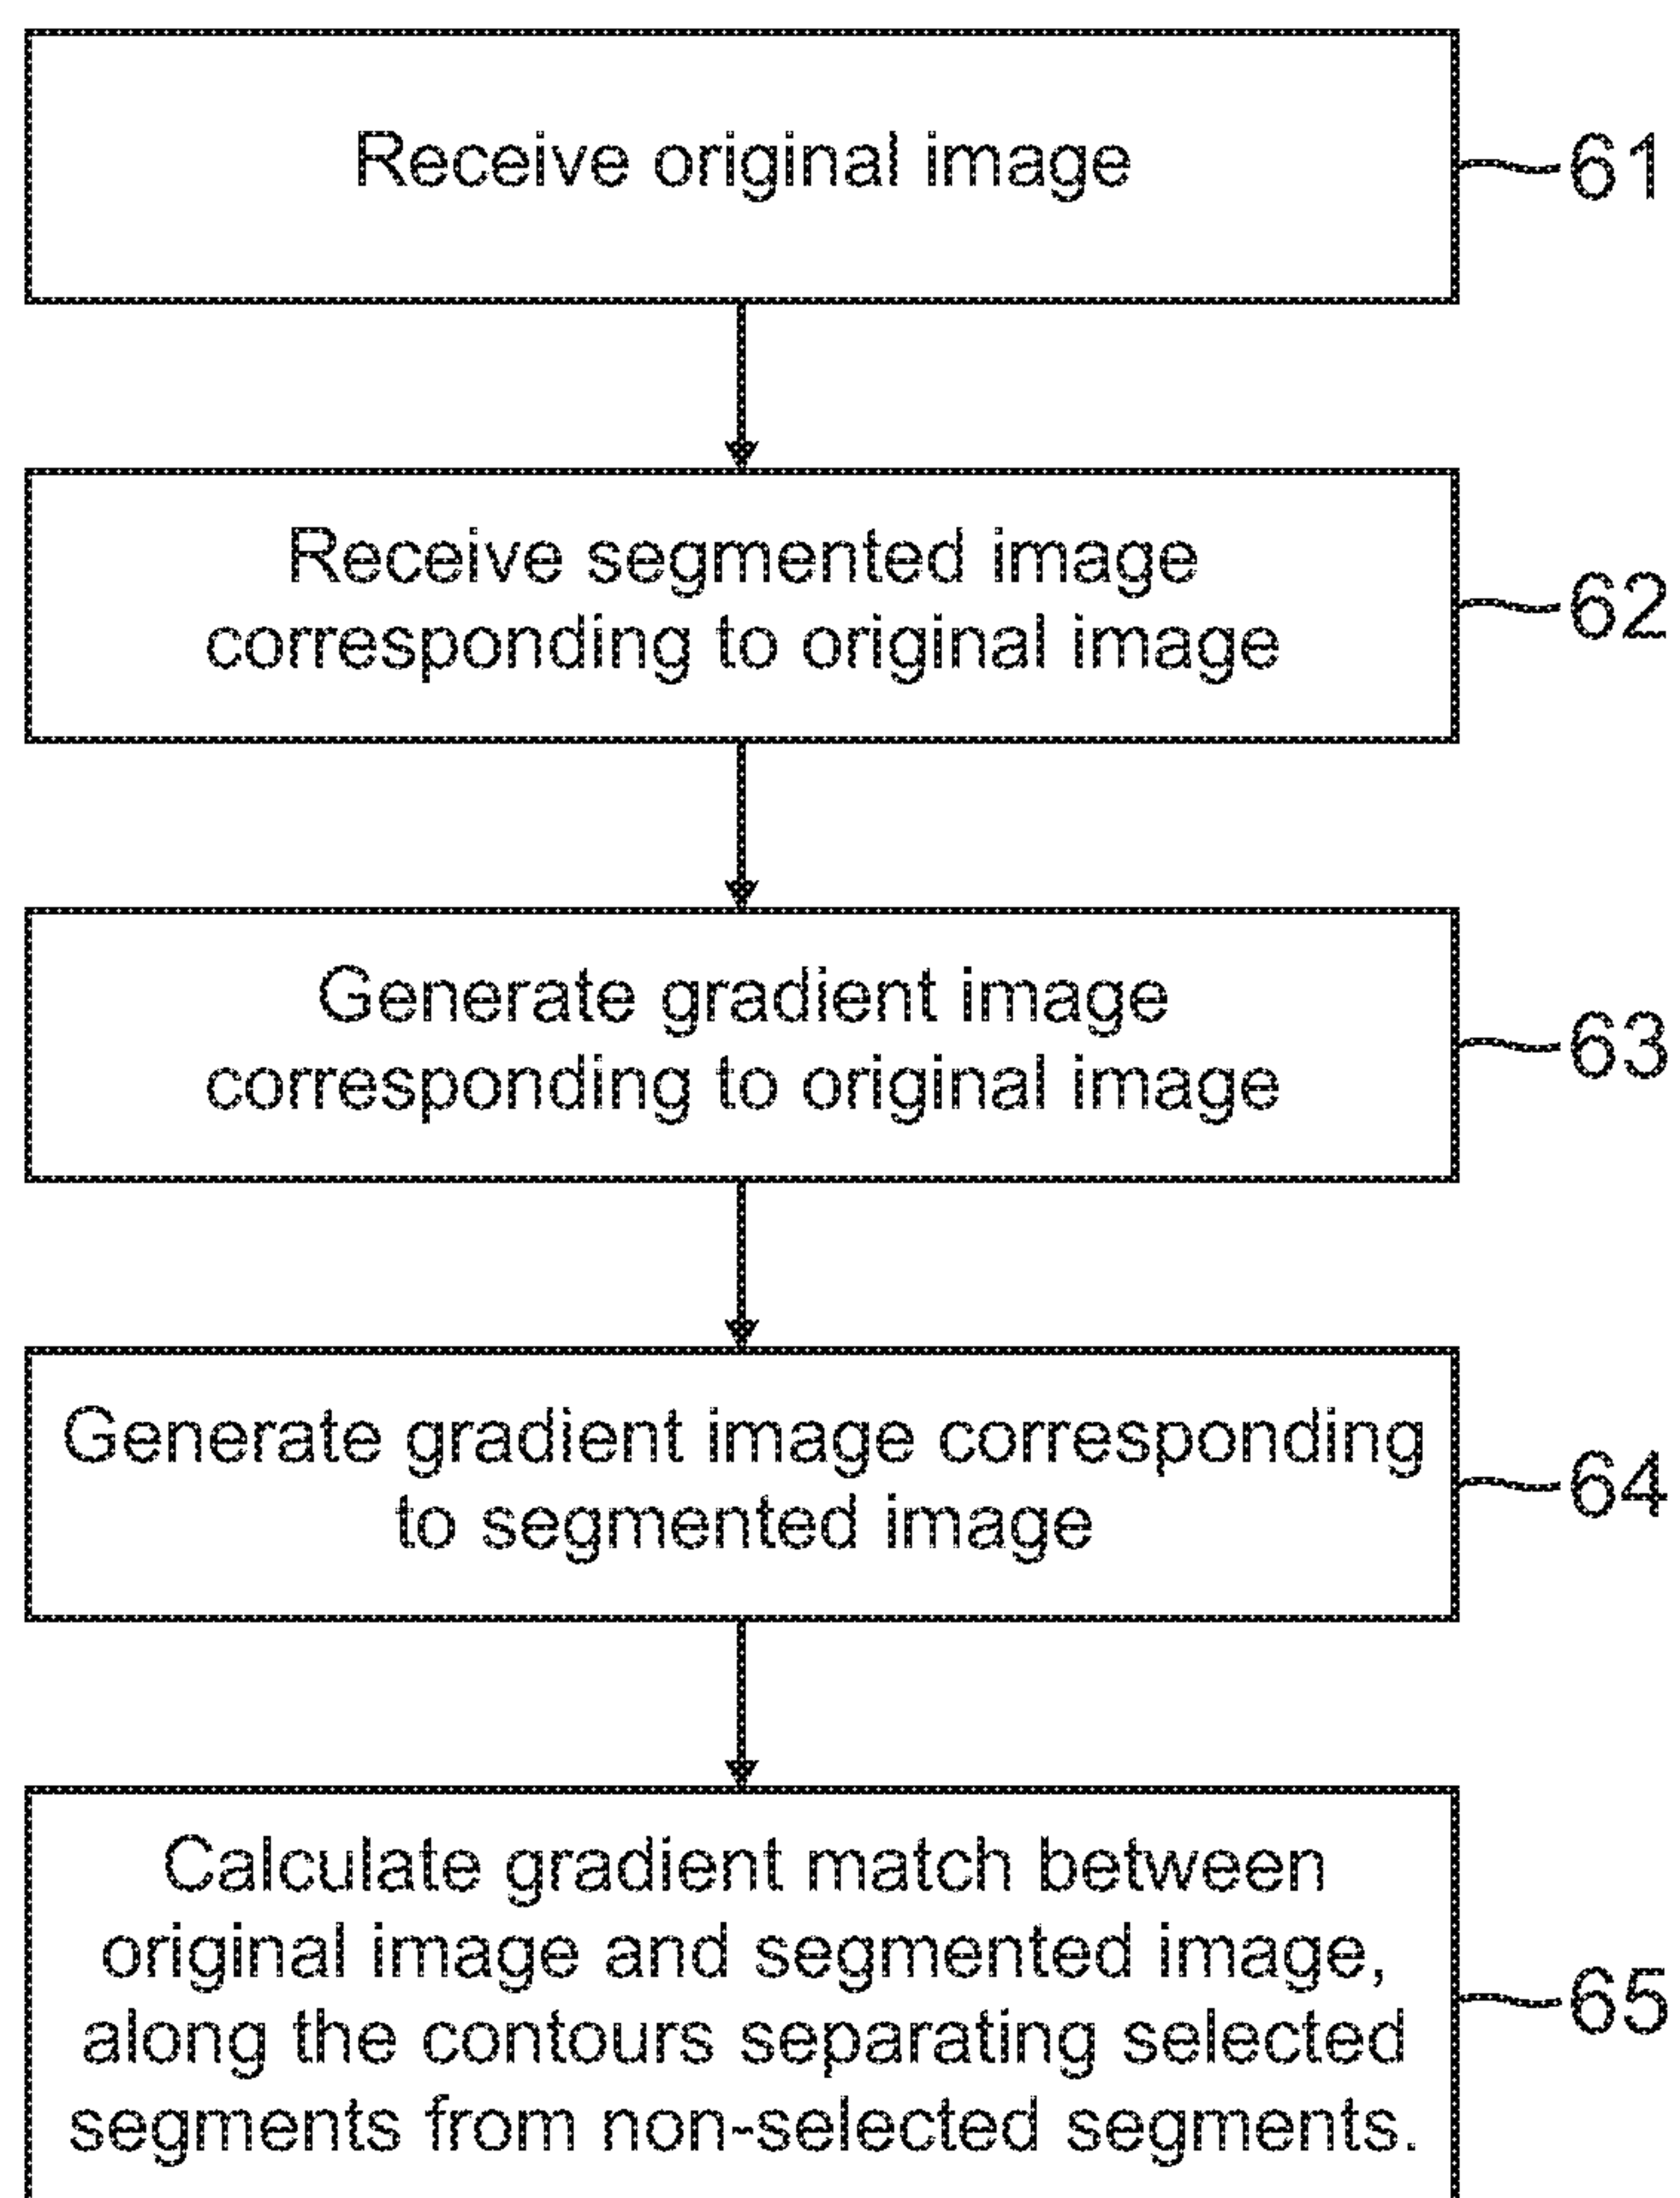 Receive original image
61
Receive segmented image
corresponding to original image
62
Generate gradient image
corresponding to original image
63
Generate gradient image corresponding
to segmented image
64
Calculate gradient match between
original image and segmented image,
along the contours separating selected
segments from non-selected segments.
65